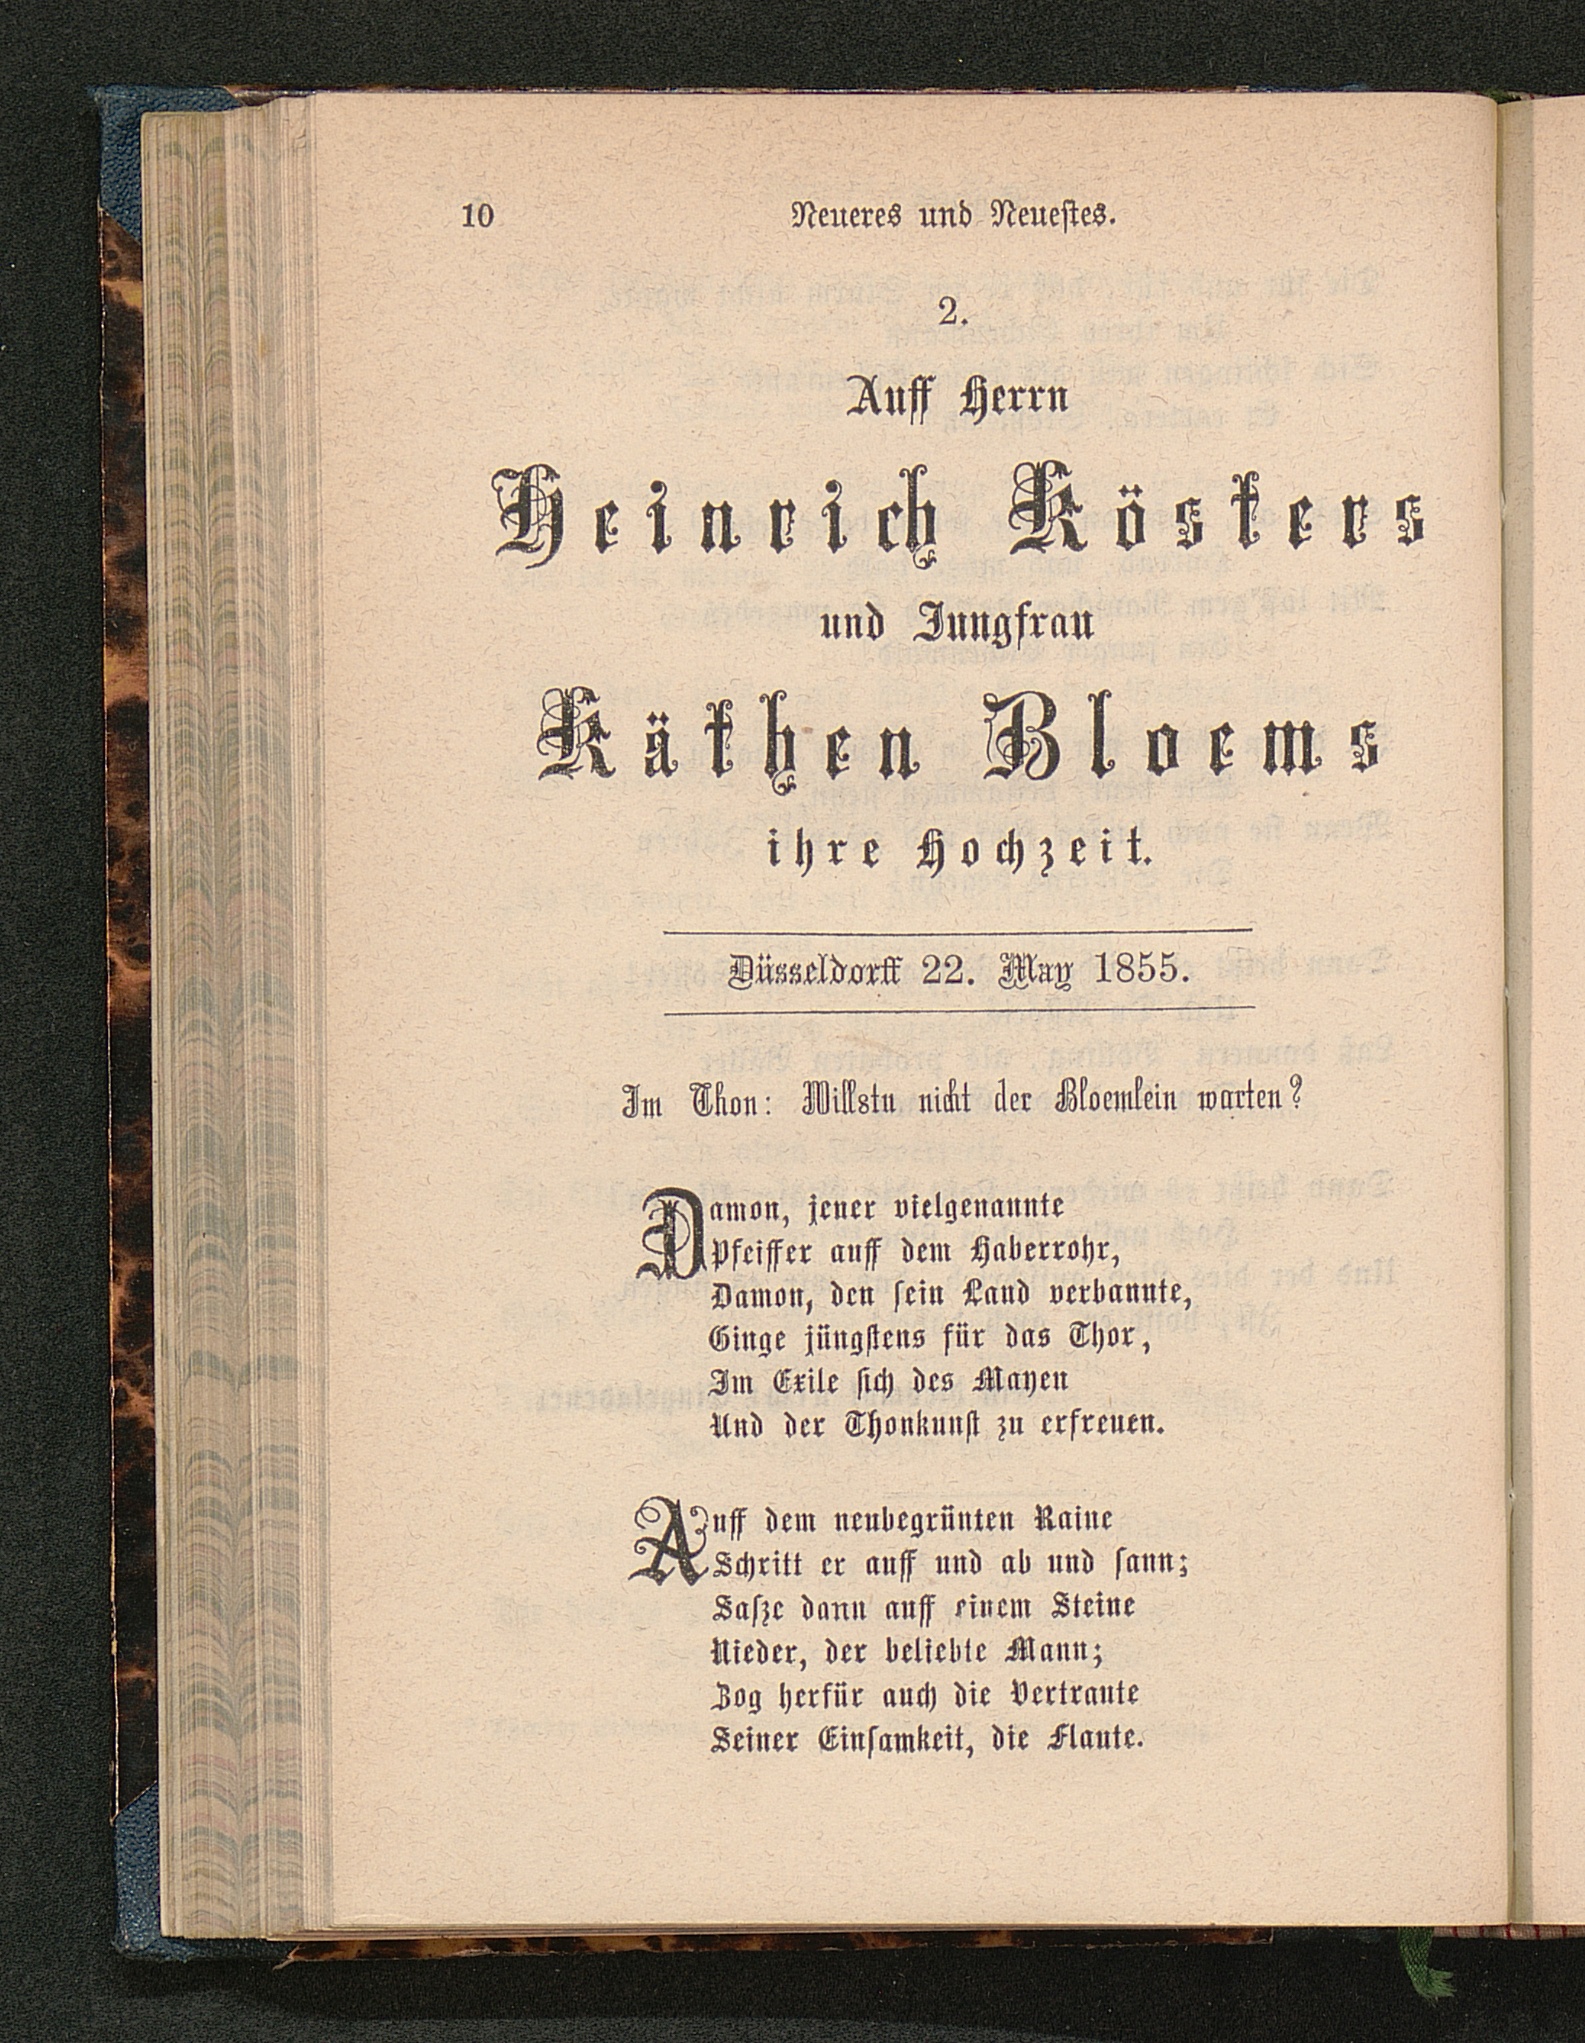 10 Neueres und Neueſtes.
2.
Auff Herrn
Heinrich Kösters
und Jungfrau
Käthen Bloems
ihre Hochzeit.
Düsseldorff 22. May 1855.
Im Thon: Willstu nicht der Bloemlein warten?
Damon, jener vielgenannte
Pfeiffer auff dem Haberrohr,
Damon, den ſein Land verbannte,
Ginge jüngſtens für das Thor,
Im Exile ſich des Mayen
Und der Thonkunſt zu erfreuen.
Auff dem neubegrünten Raine
Schritt er auff und ab und ſann;
Saſze dann auff einem Steine
Nieder, der beliebte Mann;
Zog herfür auch die Vertraute
Seiner Einſamkeit, die Flaute.